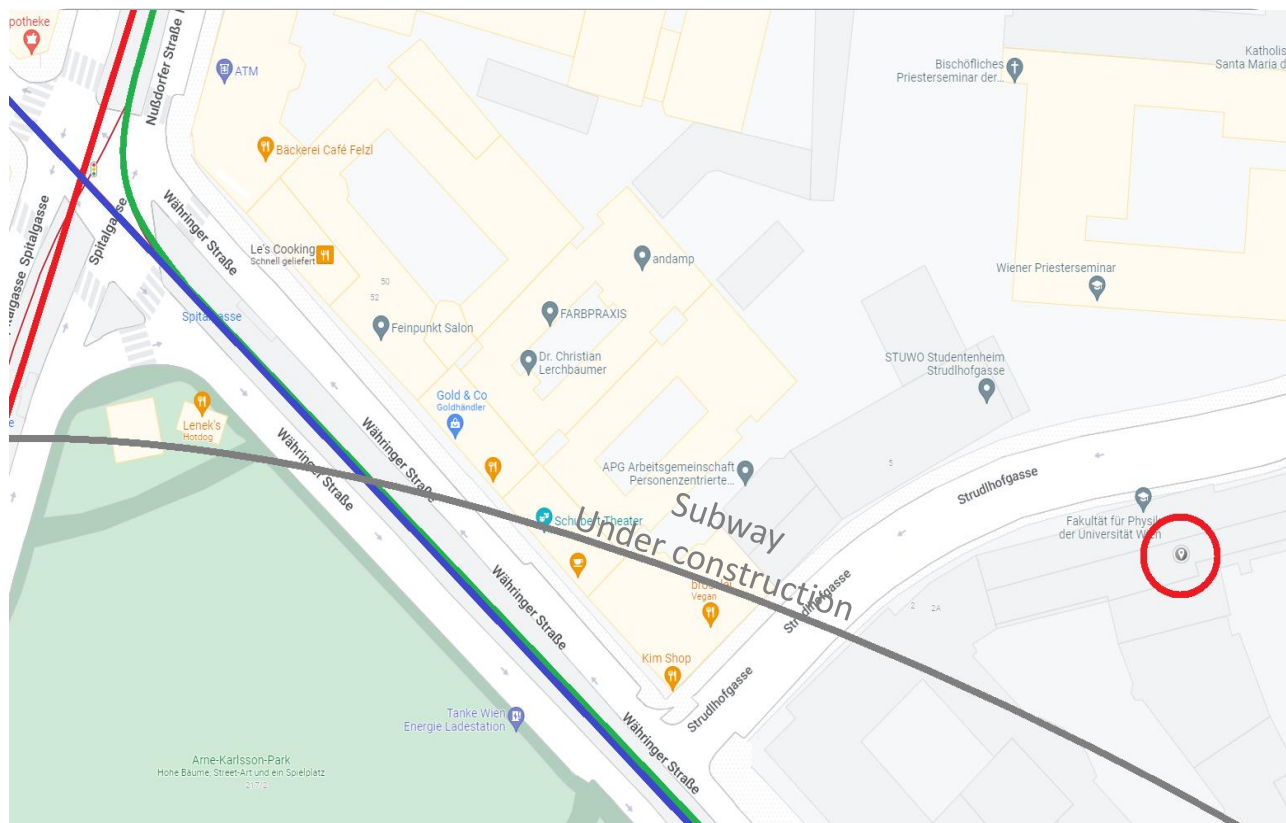 potheke
Nußdorfer Straße
ATM
Bischöfliches
Priesterseminar der...
Katholis
Santa Maria d
Bäckerei Café Felzl
Spitalgasse
Spitalgasse
Spitalgasse
Währinger Straße
Le's Cooking
Schnell geliefert
andamp
Wiener Priesterseminar
50
52
Spitalgasse
FARBPRAXIS
Feinpunkt Salon
Dr. Christian
Lerchbaumer
STUWO Studentenheim
Strudlhofgasse
Gold & Co
Goldhändler
Lenek's
Hotdog
e
Währinger Straße
Währinger Straße
APG Arbeitsgemeinschaft
Personenzentrierte...
5
Strudlhofgasse
Schubert Theater
Subway
Under construction
Fakultät für Physik
der Universität Wien
Vegan
Strudlhofgasse
2
2A
Währinger Straße
Kim Shop
Strudlhofgasse
Tanke Wien
Energie Ladestation
Währinger Straße
Arne-Karlsson-Park
Hohe Bäume, Street-Art und ein Spielplatz
217/2